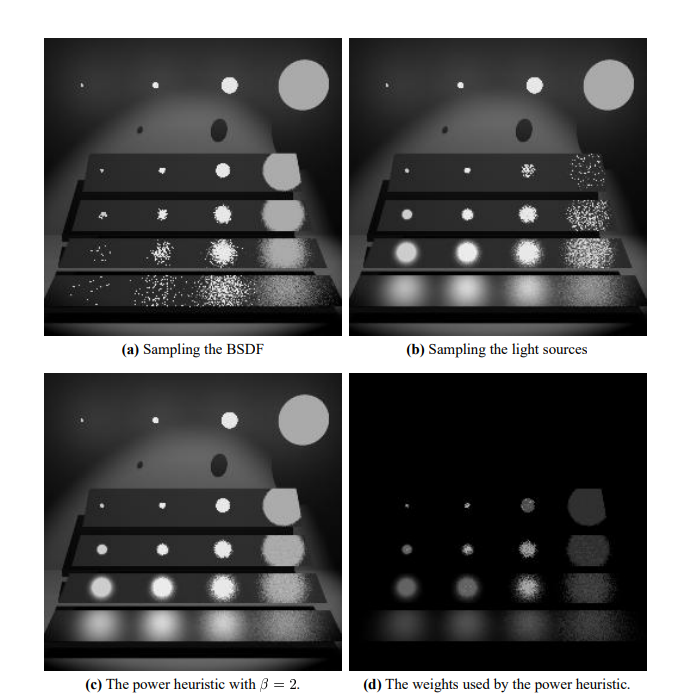 (a) Sampling the BSDF
(b) Sampling the light sources
(c) The power heuristic with β = 2.
(d) The weights used by the power heuristic.